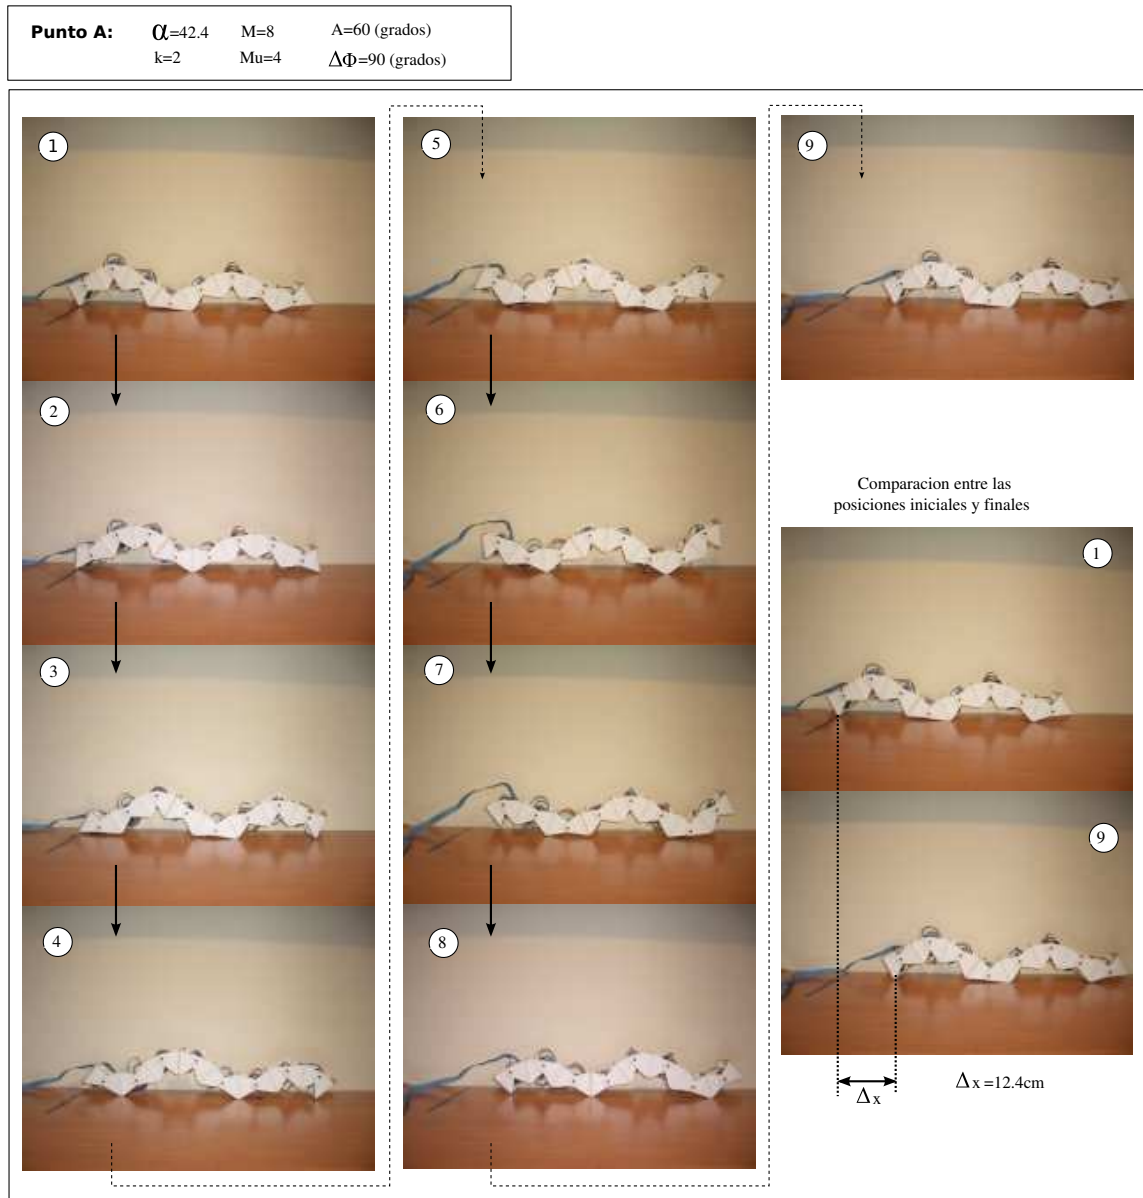 Punto A: α=42.4 M=8 A=60 (grados)
k=2 Mu=4 ΔΦ=90 (grados)
1
2
3
4
5
6
7
8
9
Comparacion entre las
posiciones iniciales y finales
1
9
Δx
Δx=12.4cm